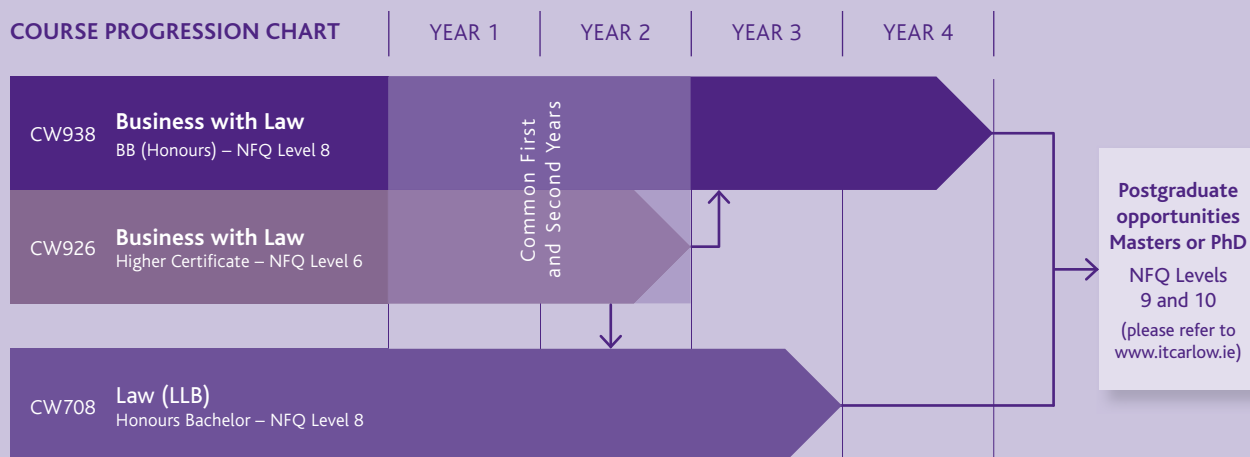 COURSE PROGRESSION CHART
YEAR 1
YEAR 2
YEAR 3
YEAR 4
CW938
Business with Law
BB (Honours) – NFQ Level 8
CW926
Business with Law
Higher Certificate – NFQ Level 6
Common First
and Second Years
CW708
Law (LLB)
Honours Bachelor – NFQ Level 8
Postgraduate
opportunities
Masters or PhD
NFQ Levels
9 and 10
(please refer to
www.itcarlow.ie)